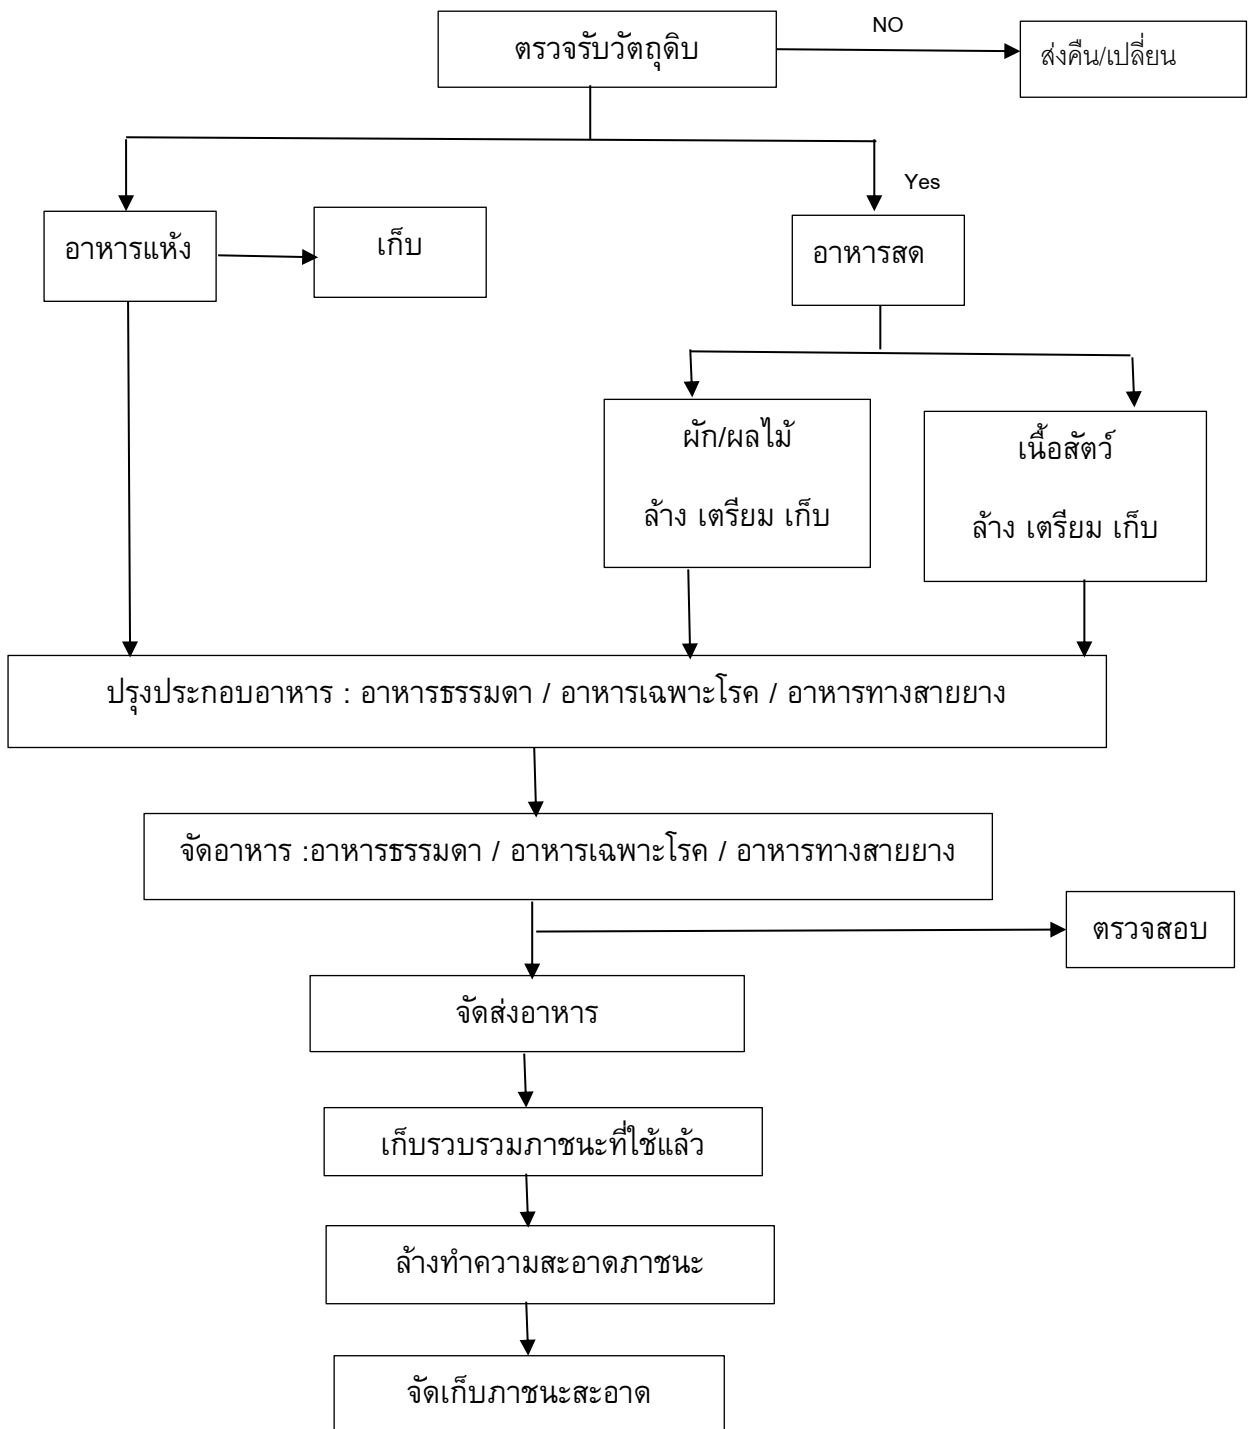 ตรวจรับวัตถุดิบ
NO
ส่งคืน/เปลี่ยน
Yes
อาหารแห้ง
เก็บ
อาหารสด
ผัก/ผลไม้
ล้าง เตรียม เก็บ
เนื้อสัตว์
ล้าง เตรียม เก็บ
ปรุงประกอบอาหาร : อาหารธรรมดา / อาหารเฉพาะโรค / อาหารทางสายยาง
จัดอาหาร :อาหารธรรมดา / อาหารเฉพาะโรค / อาหารทางสายยาง
ตรวจสอบ
จัดส่งอาหาร
เก็บรวบรวมภาชนะที่ใช้แล้ว
ล้างทำความสะอาดภาชนะ
จัดเก็บภาชนะสะอาด